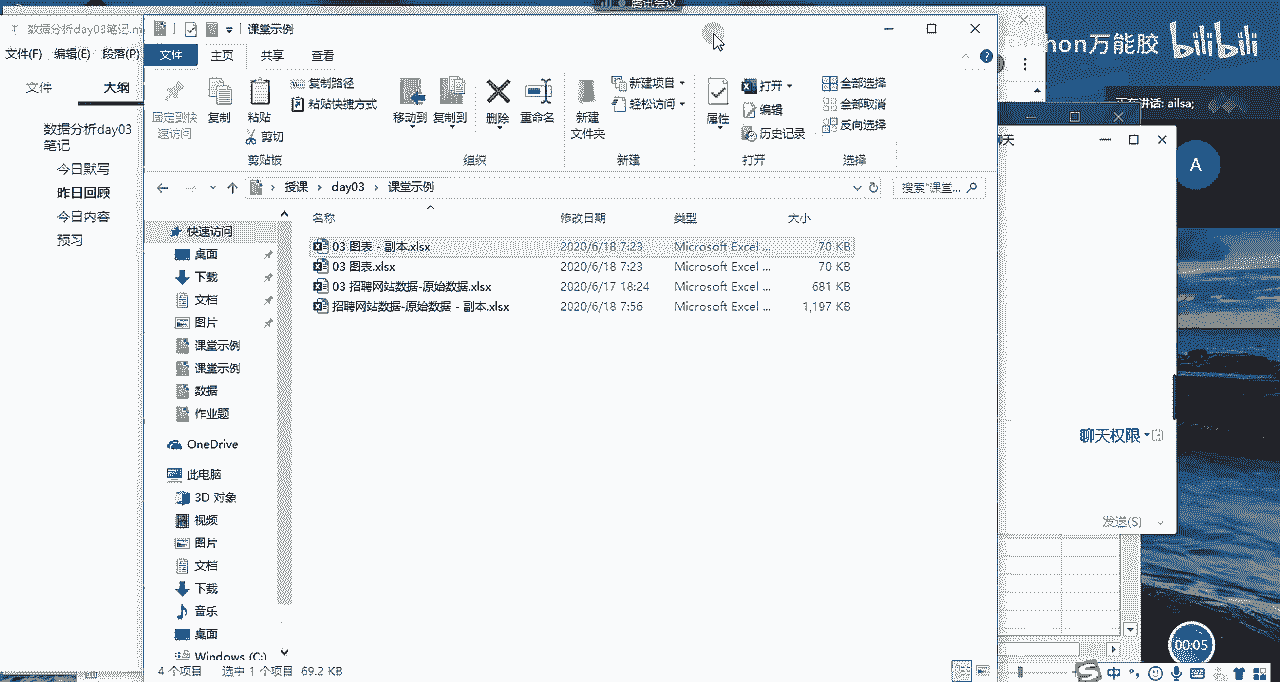 腾讯会议
数据分析day03笔记.m
课堂示例
hon万能胶 bilibili
文件(F) 编辑(E) 段落(P)
文件 主页 共享 查看
正在讲话: ailsa;
文件 大纲
固定到快速访问
复制
粘贴
复制路径
粘贴快捷方式
剪切
移动到
复制到
删除
重命名
新建文件夹
新建项目
轻松访问
属性
打开
编辑
历史记录
全部选择
全部取消
反向选择
剪贴板 组织 新建 打开 选择
聊天
A
数据分析day03笔记
今日默写
昨日回顾
今日内容
预习
授课 › day03 › 课堂示例
搜索"课堂...
名称 修改日期 类型 大小
03 图表 - 副本.xlsx 2020/6/18 7:23 Microsoft Excel ... 70 KB
03 图表.xlsx 2020/6/18 7:23 Microsoft Excel ... 70 KB
03 招聘网站数据-原始数据.xlsx 2020/6/17 18:24 Microsoft Excel ... 681 KB
招聘网站数据-原始数据 - 副本.xlsx 2020/6/18 7:56 Microsoft Excel ... 1,197 KB
快速访问
桌面
下载
文档
图片
课堂示例
课堂示例
数据
作业题
OneDrive
此电脑
3D 对象
视频
图片
文档
下载
音乐
桌面
Windows (C:)
聊天权限
发送(S)
4 个项目 选中 1 个项目 69.2 KB
00:05
中